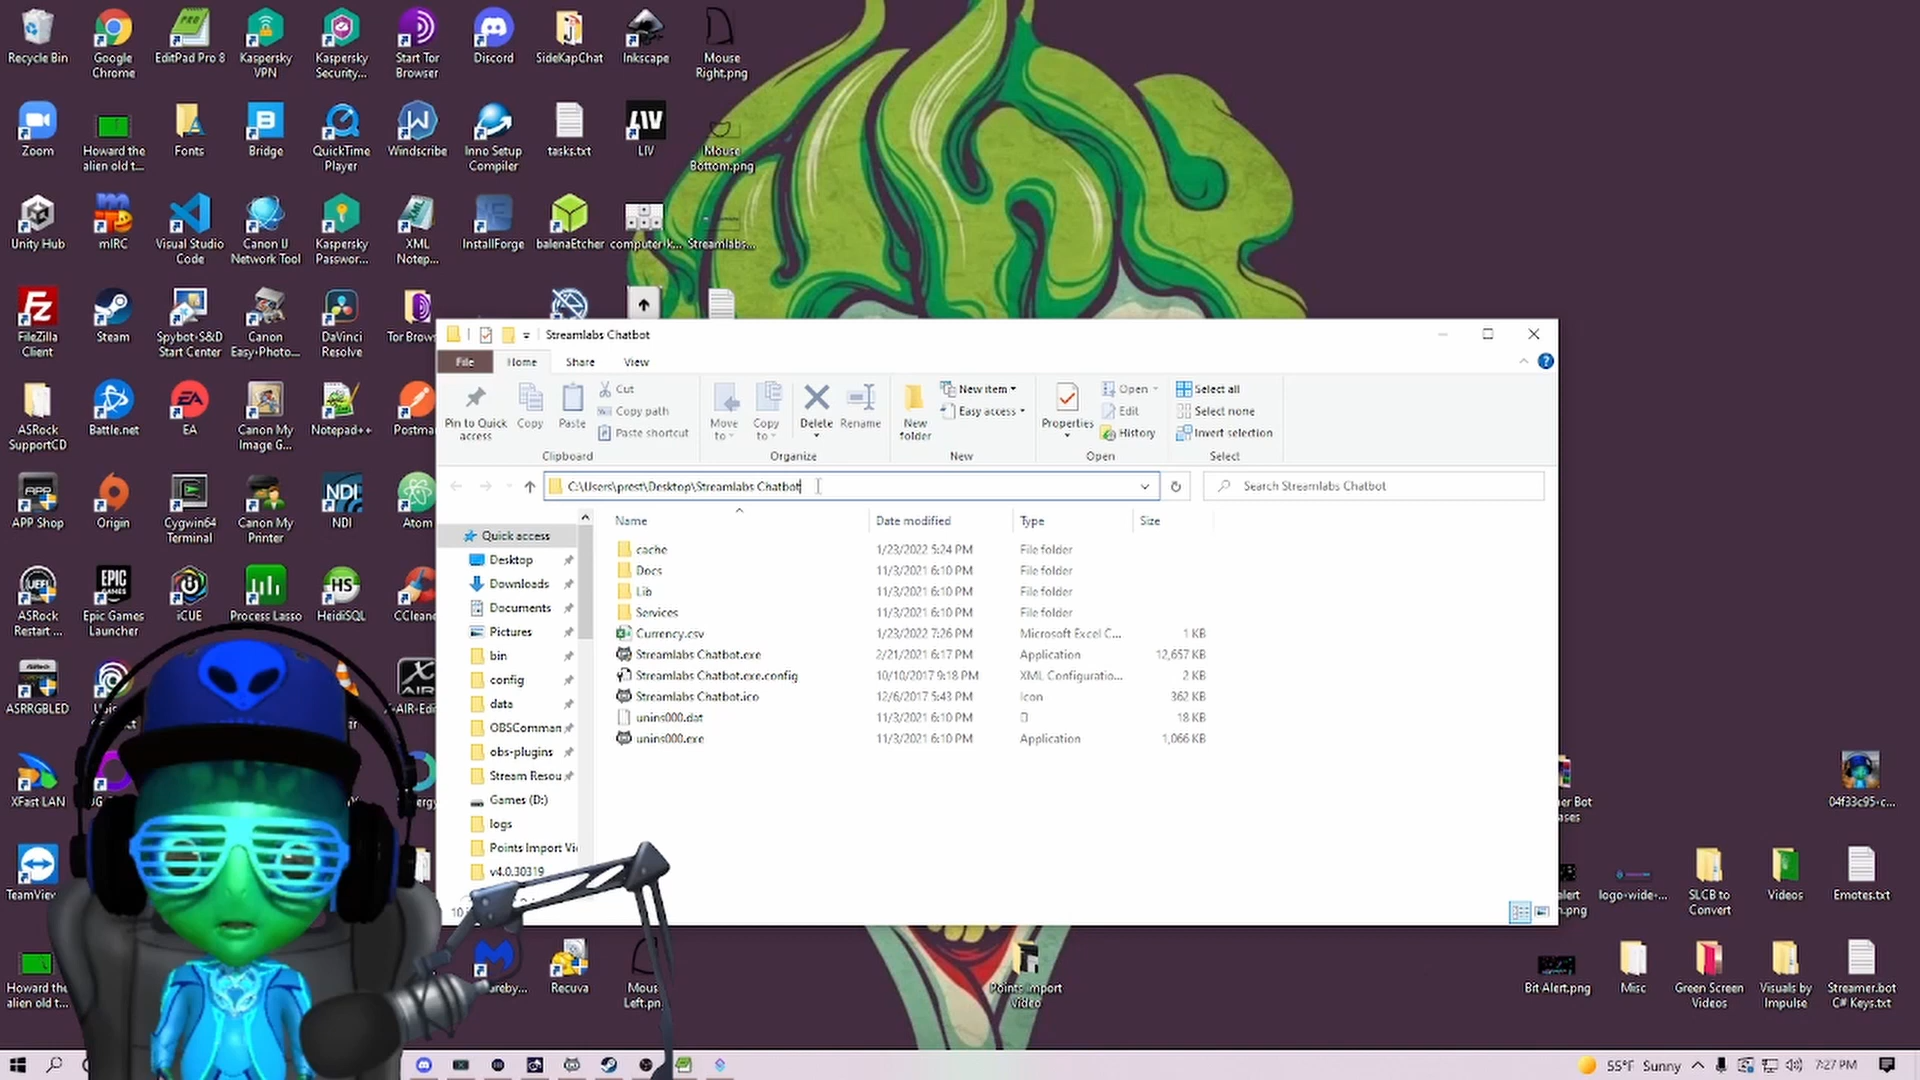 Recycle Bin
Google
Chrome
EditPad Pro 8
Kaspersky
VPN
Kaspersky
Security...
Start Tor
Browser
Discord
SideKapChat
Inkscape
Mouse
Right.png
Zoom
Howard the
alien old t...
Fonts
Bridge
QuickTime
Player
Windscribe
Inno Setup
Compiler
tasks.txt
LIV
LIV
Mouse
Bottom.png
Unity Hub
mIRC
Visual Studio
Code
Canon IJ
Network Tool
Kaspersky
Passwor...
XML
Notep...
InstallForge
balenaEtcher
computer-k...
Streamlabs...
FileZilla
Client
Steam
Spybot-S&D
Start Center
Canon
Easy-Photo...
DaVinci
Resolve
Tor Brows
ASRock
SupportCD
Battle.net
EA
Canon My
Image G...
Notepad++
Postma
APP Shop
Origin
Cygwin64
Terminal
Canon My
Printer
NDI
NDI
Atom
ASRock
Restart ...
Epic Games
Launcher
iCUE
Process Lasso
HeidiSQL
CCleane
ASRRGBLED
X-AIR-Edi
XFast LAN
TeamView
Howard the
alien old t...
Streamlabs Chatbot
File
Home
Share
View
Pin to Quick
access
Copy
Paste
Cut
Copy path
Paste shortcut
Clipboard
Move
to
Copy
to
Delete
Rename
Organize
New
folder
New item
Easy access
New
Properties
Open
Edit
History
Open
Select all
Select none
Invert selection
Select
C:\Users\prest\Desktop\Streamlabs Chatbot
Search Streamlabs Chatbot
Quick access
Desktop
Downloads
Documents
Pictures
bin
config
data
OBSComman
obs-plugins
Stream Resou
Games (D:)
logs
Points Import Vi
v4.0.30319
Name Date modified Type Size
cache 1/23/2022 5:24 PM File folder
Docs 11/3/2021 6:10 PM File folder
Lib 11/3/2021 6:10 PM File folder
Services 11/3/2021 6:10 PM File folder
Currency.csv 1/23/2022 7:26 PM Microsoft Excel C... 1 KB
Streamlabs Chatbot.exe 2/21/2021 6:17 PM Application 12,657 KB
Streamlabs Chatbot.exe.config 10/10/2017 9:18 PM XML Configuratio... 2 KB
Streamlabs Chatbot.ico 12/6/2017 5:43 PM Icon 362 KB
unins000.dat 11/3/2021 6:10 PM 18 KB
unins000.exe 11/3/2021 6:10 PM Application 1,066 KB
Recuva
Mous
Left.pn
Points Import
Video
er Bot
ases
04f33c95-c...
alert
n.png
logo-wide-...
SLCB to
Convert
Videos
Emotes.txt
Bit Alert.png
Misc
Green Screen
Videos
Visuals by
Impulse
Streamer.bot
C# Keys.txt
55°F Sunny
7:27 PM